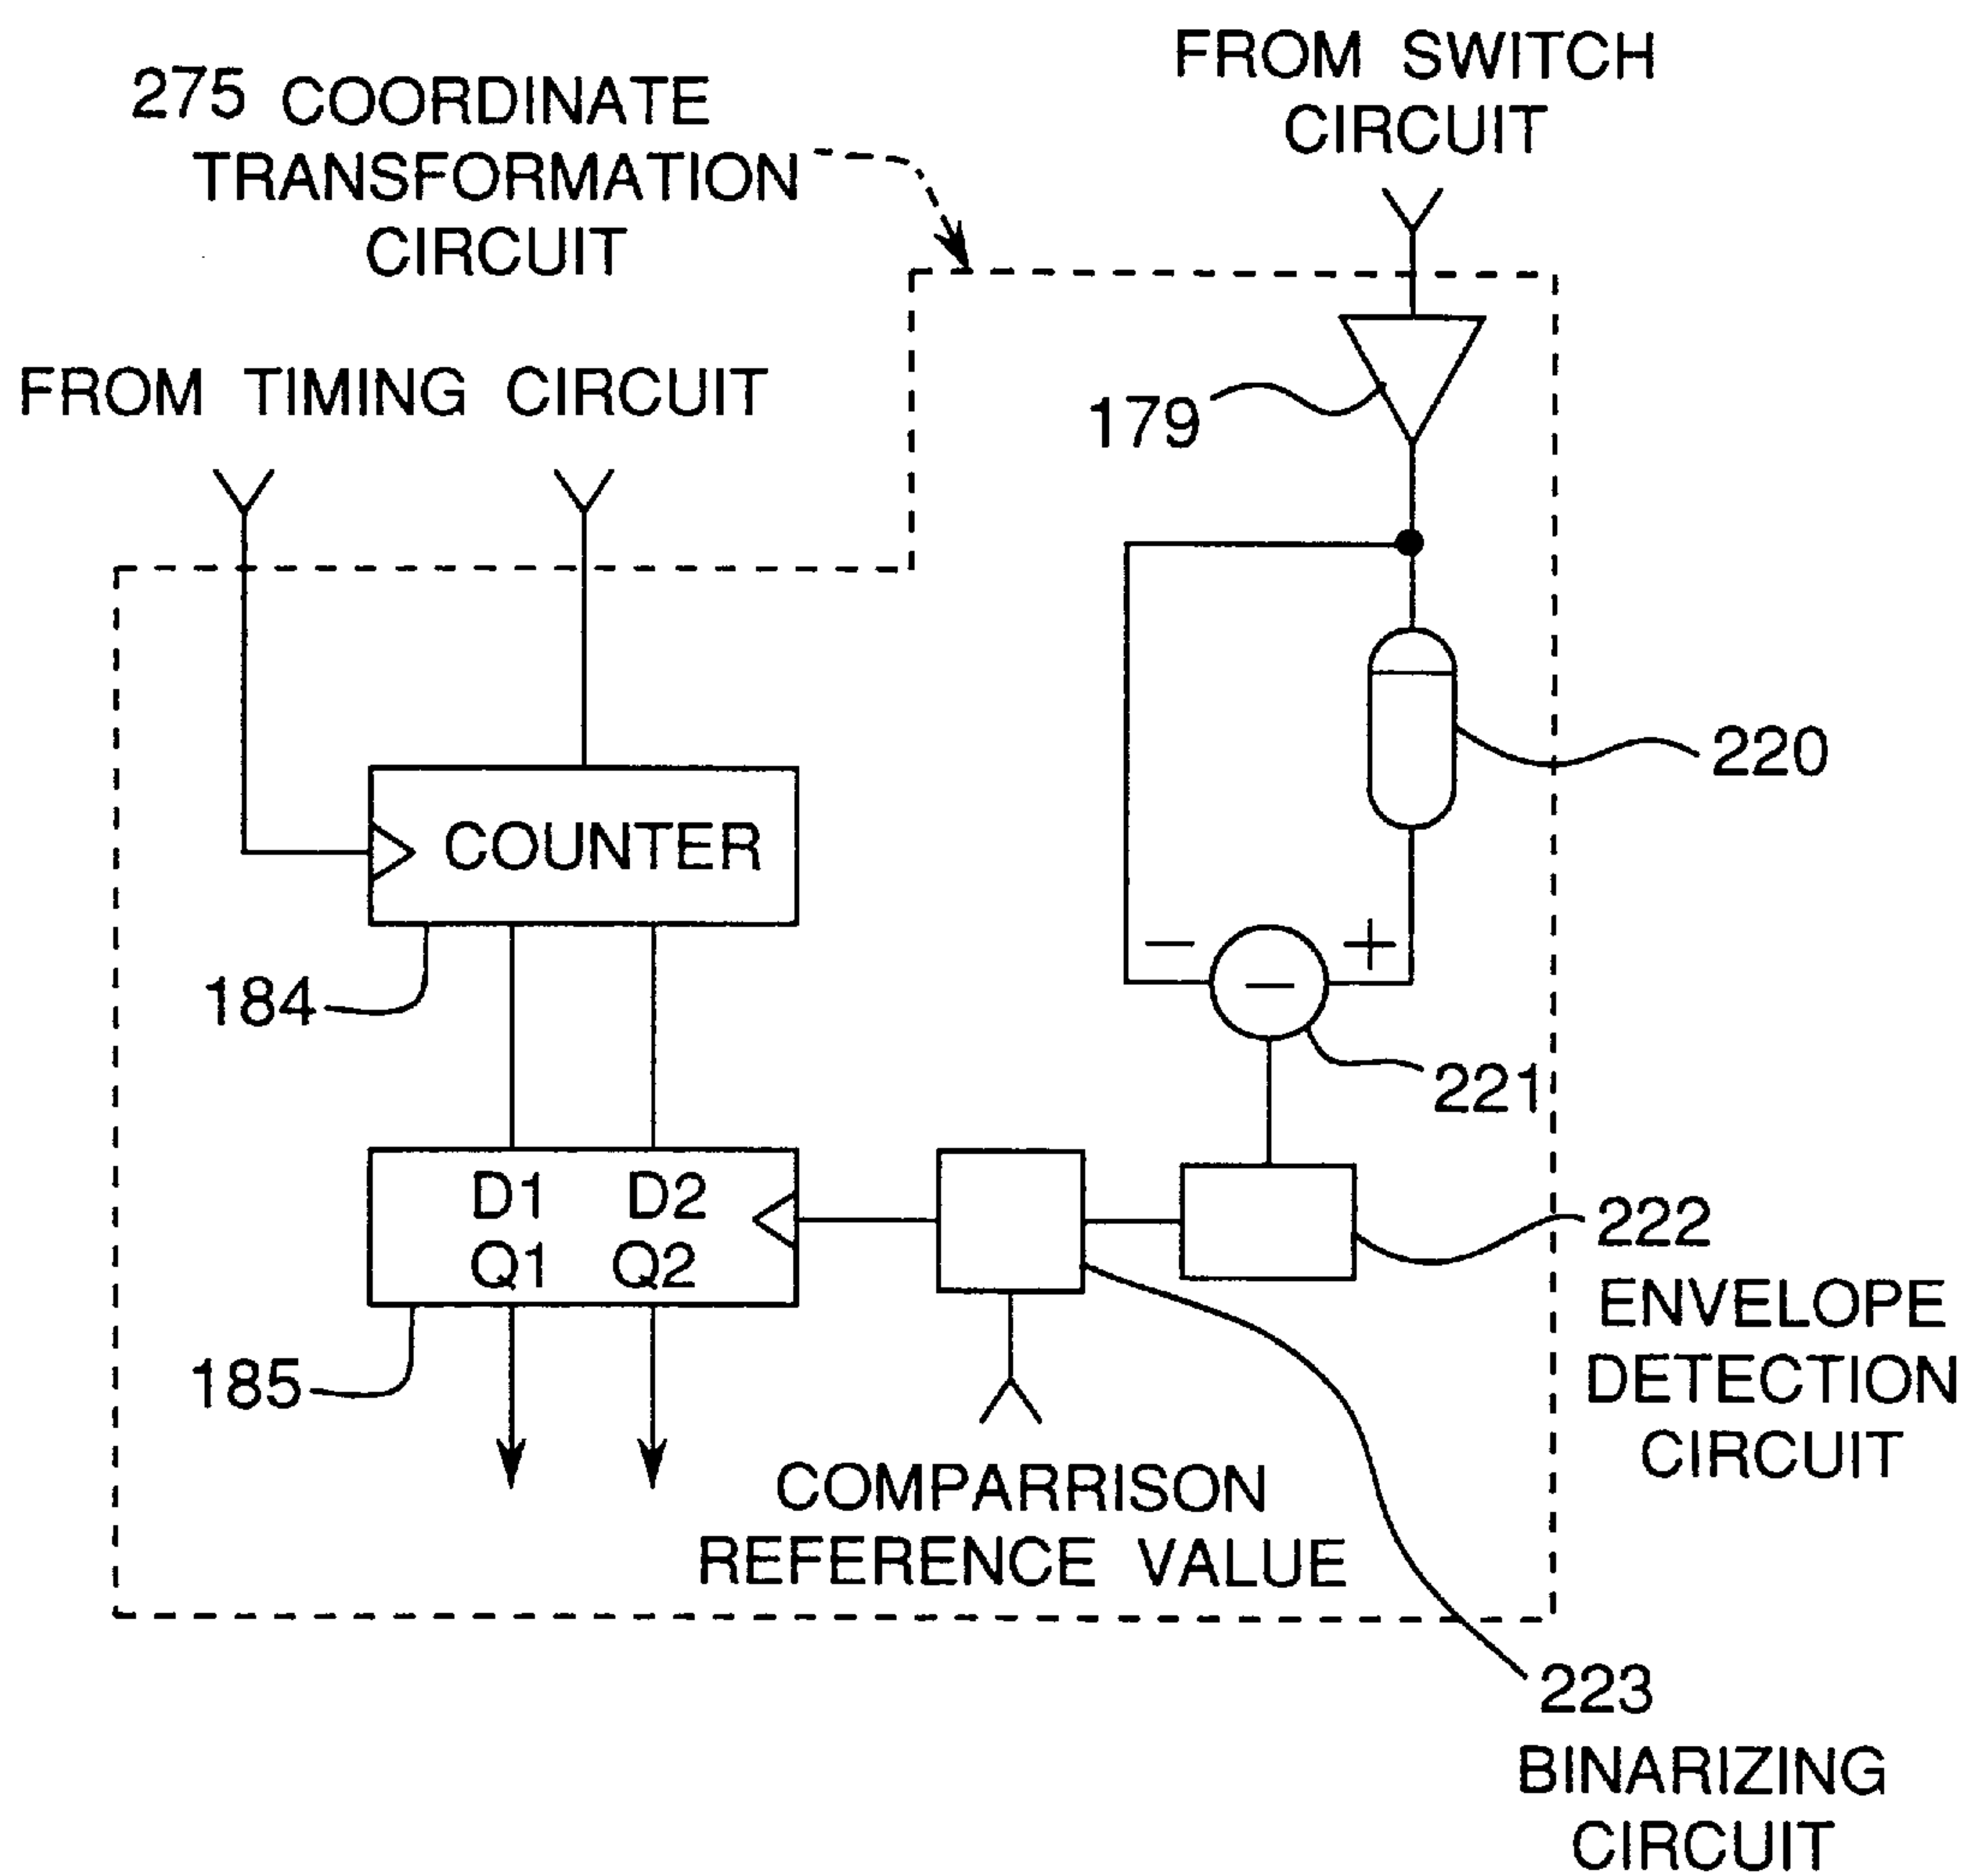 FROM SWITCH
CIRCUIT
275 COORDINATE
TRANSFORMATION
CIRCUIT
FROM TIMING CIRCUIT
179
220
COUNTER
184
− +
−
221
D1 D2
Q1 Q2
185
222
ENVELOPE
DETECTION
CIRCUIT
COMPARRISON
REFERENCE VALUE
223
BINARIZING
CIRCUIT